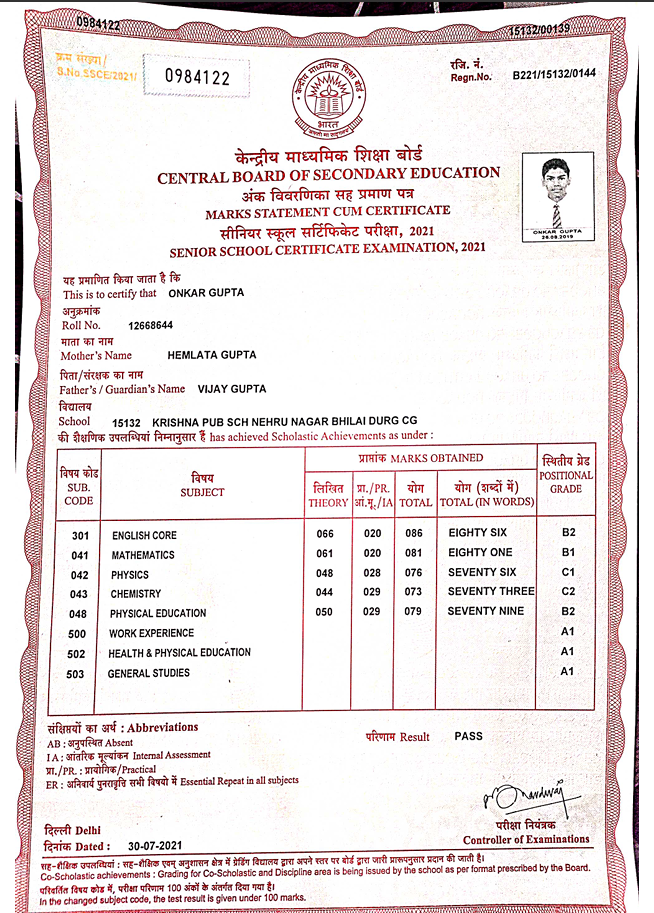 0984122
15132/00139
क्रम संख्या/
S.No.SSCE/2021/
0984122
रजि. नं.
Regn.No. B221/15132/0144
केन्द्रीय माध्यमिक शिक्षा बोर्ड
भारत
केन्द्रीय माध्यमिक शिक्षा बोर्ड
CENTRAL BOARD OF SECONDARY EDUCATION
अंक विवरणिका सह प्रमाण पत्र
MARKS STATEMENT CUM CERTIFICATE
सीनियर स्कूल सर्टिफिकेट परीक्षा, 2021
SENIOR SCHOOL CERTIFICATE EXAMINATION, 2021
ONKAR GUPTA
26.08.2019
यह प्रमाणित किया जाता है कि
This is to certify that ONKAR GUPTA
अनुक्रमांक
Roll No. 12668644
माता का नाम
Mother's Name HEMLATA GUPTA
पिता/संरक्षक का नाम
Father's / Guardian's Name VIJAY GUPTA
विद्यालय
School 15132 KRISHNA PUB SCH NEHRU NAGAR BHILAI DURG CG
की शैक्षणिक उपलब्धियां निम्नानुसार हैं has achieved Scholastic Achievements as under :
विषय कोड SUB. CODE
विषय SUBJECT
प्राप्तांक MARKS OBTAINED
लिखित THEORY
प्रा./PR. आं.मू./IA
योग TOTAL
योग (शब्दों में) TOTAL (IN WORDS)
स्थितीय ग्रेड POSITIONAL GRADE
301 ENGLISH CORE 066 020 086 EIGHTY SIX B2
041 MATHEMATICS 061 020 081 EIGHTY ONE B1
042 PHYSICS 048 028 076 SEVENTY SIX C1
043 CHEMISTRY 044 029 073 SEVENTY THREE C2
048 PHYSICAL EDUCATION 050 029 079 SEVENTY NINE B2
500 WORK EXPERIENCE A1
502 HEALTH & PHYSICAL EDUCATION A1
503 GENERAL STUDIES A1
संक्षिप्तियों का अर्थ : Abbreviations
AB : अनुपस्थित Absent
I A : आंतरिक मूल्यांकन Internal Assessment
प्रा./PR. : प्रायोगिक/Practical
ER : अनिवार्य पुनरावृत्ति सभी विषयो में Essential Repeat in all subjects
परिणाम Result PASS
दिल्ली Delhi
दिनांक Dated : 30-07-2021
परीक्षा नियंत्रक
Controller of Examinations
सह-शैक्षिक उपलब्धियां : सह-शैक्षिक एवम् अनुशासन क्षेत्र में ग्रेडिंग विद्यालय द्वारा अपने स्तर पर बोर्ड द्वारा जारी प्रारूपनुसार प्रदान की जाती है।
Co-Scholastic achievements : Grading for Co-Scholastic and Discipline area is being issued by the school as per format prescribed by the Board.
परिवर्तित विषय कोड में, परीक्षा परिणाम 100 अंकों के अंतर्गत दिया गया है।
In the changed subject code, the test result is given under 100 marks.